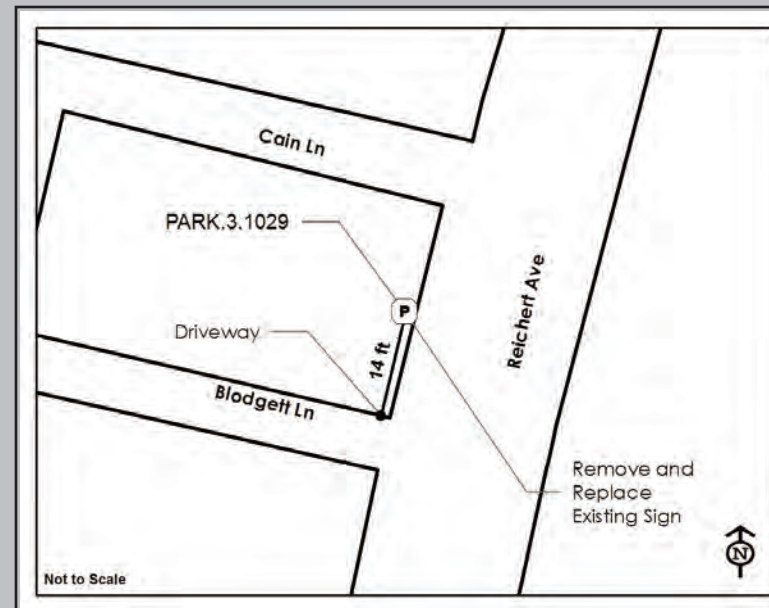 Cain Ln
PARK.3.1029
P
Reichert Ave
Driveway
14 ft
Blodgett Ln
Remove and
Replace
Existing Sign
N
Not to Scale